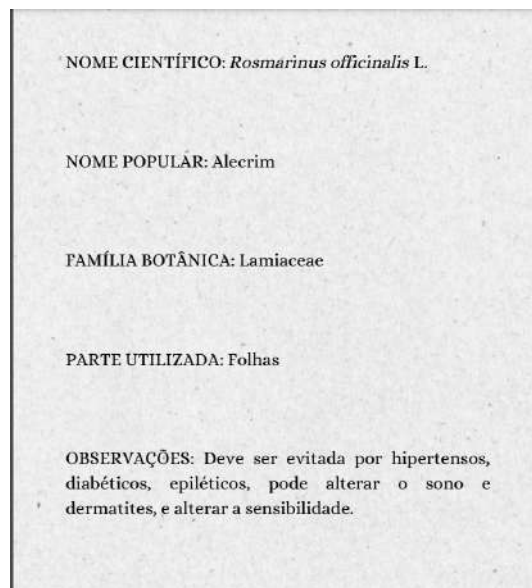 NOME CIENTÍFICO: Rosmarinus officinalis L.
NOME POPULAR: Alecrim
FAMÍLIA BOTÂNICA: Lamiaceae
PARTE UTILIZADA: Folhas
OBSERVAÇÕES: Deve ser evitada por hipertensos,
diabéticos, epiléticos, pode alterar o sono e
dermatites, e alterar a sensibilidade.